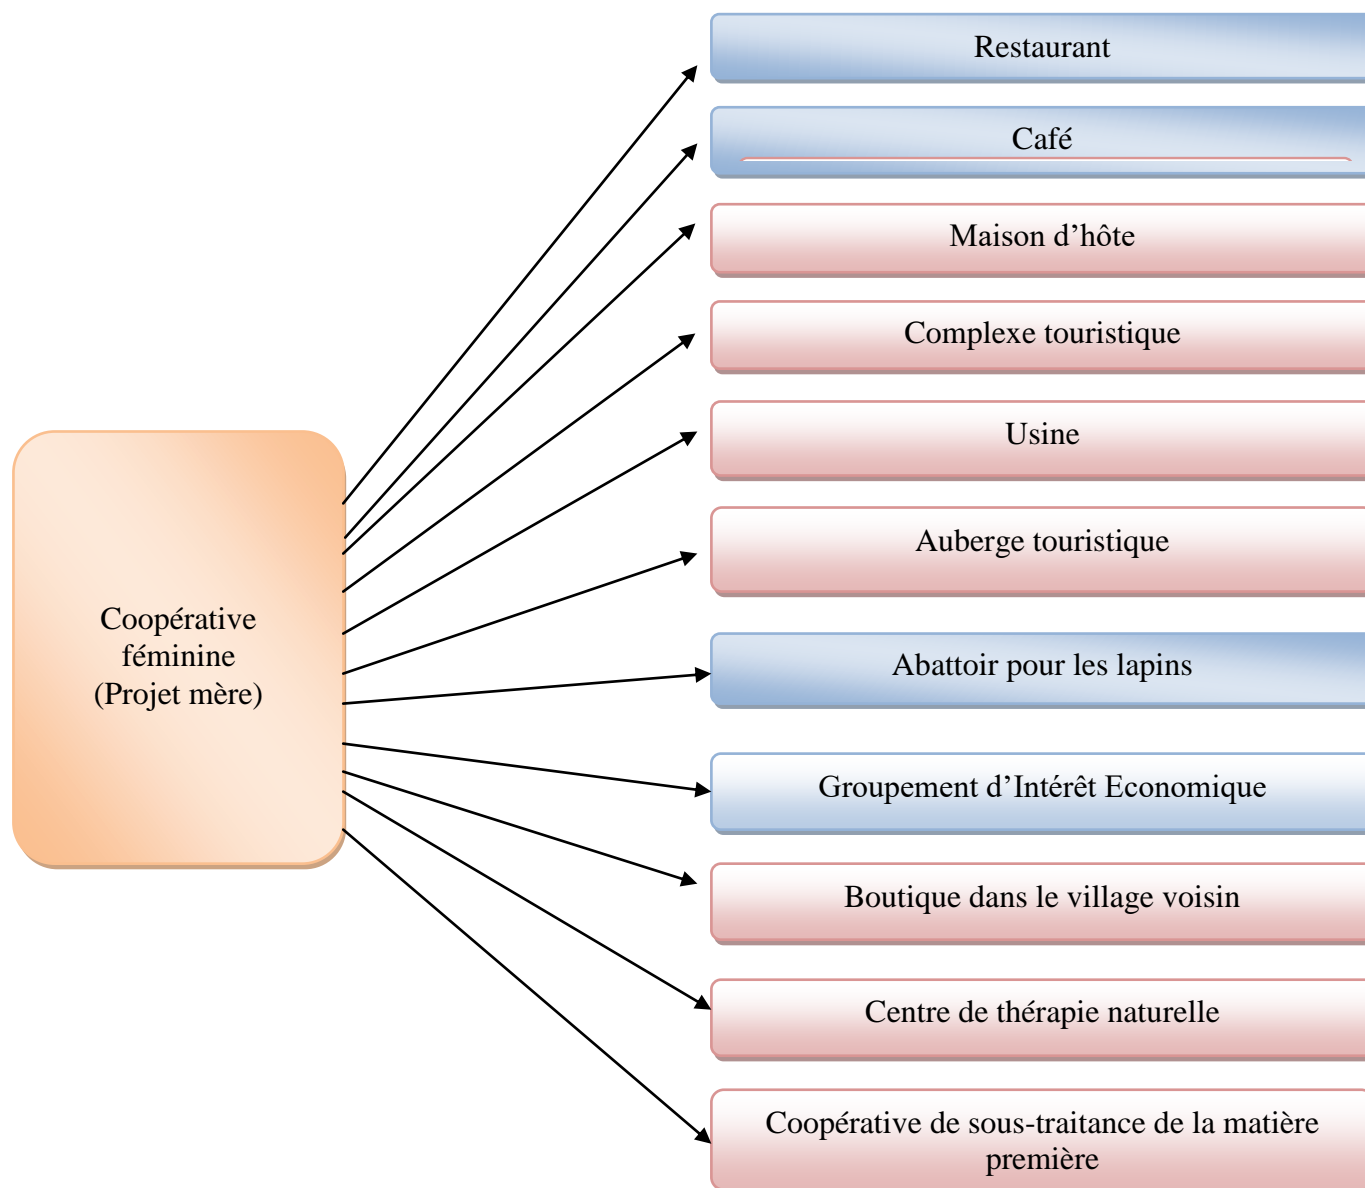 Restaurant
Café
Maison d’hôte
Complexe touristique
Usine
Auberge touristique
Coopérative
féminine
(Projet mère)
Abattoir pour les lapins
Groupement d’Intérêt Economique
Boutique dans le village voisin
Centre de thérapie naturelle
Coopérative de sous-traitance de la matière
première